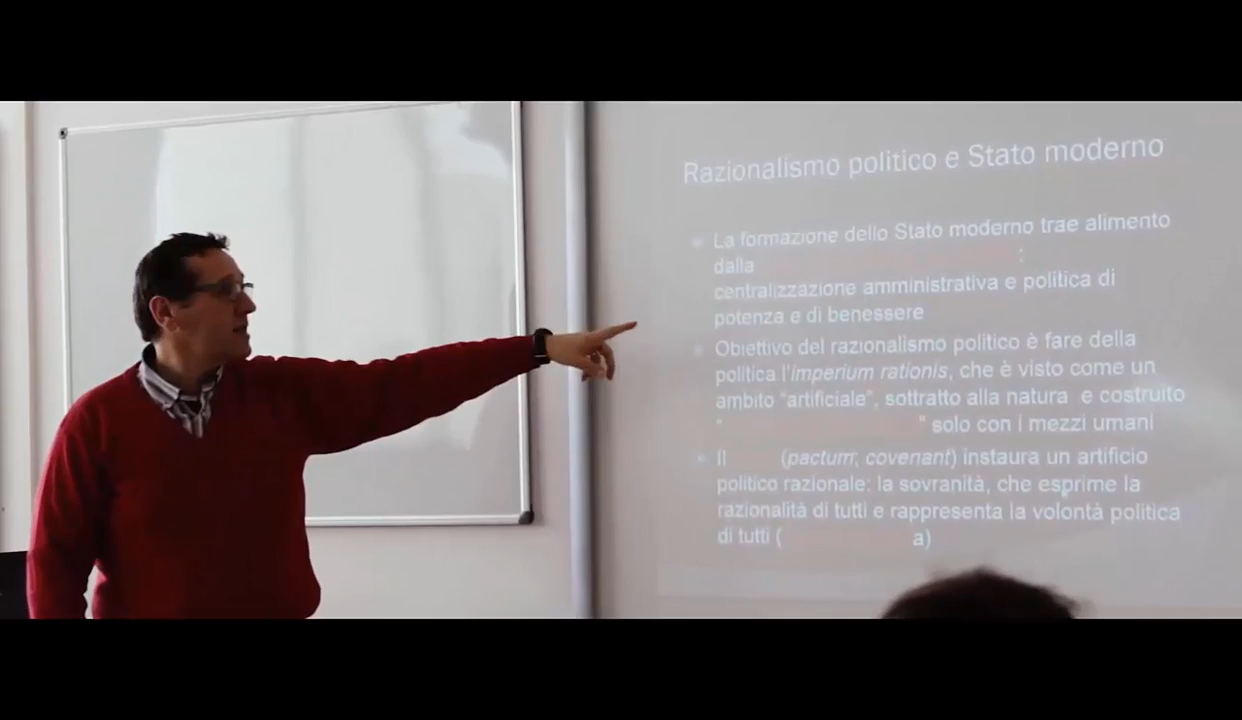 Razionalismo politico e Stato moderno
La formazione dello Stato moderno trae alimento
dalla :
centralizzazione amministrativa e politica di
potenza e di benessere
Obiettivo del razionalismo politico è fare della
politica l'imperium rationis, che è visto come un
ambito "artificiale", sottratto alla natura e costruito
" " solo con i mezzi umani
Il (pactum, covenant) instaura un artificio
politico razionale: la sovranità, che esprime la
razionalità di tutti e rappresenta la volontà politica
di tutti ( a)